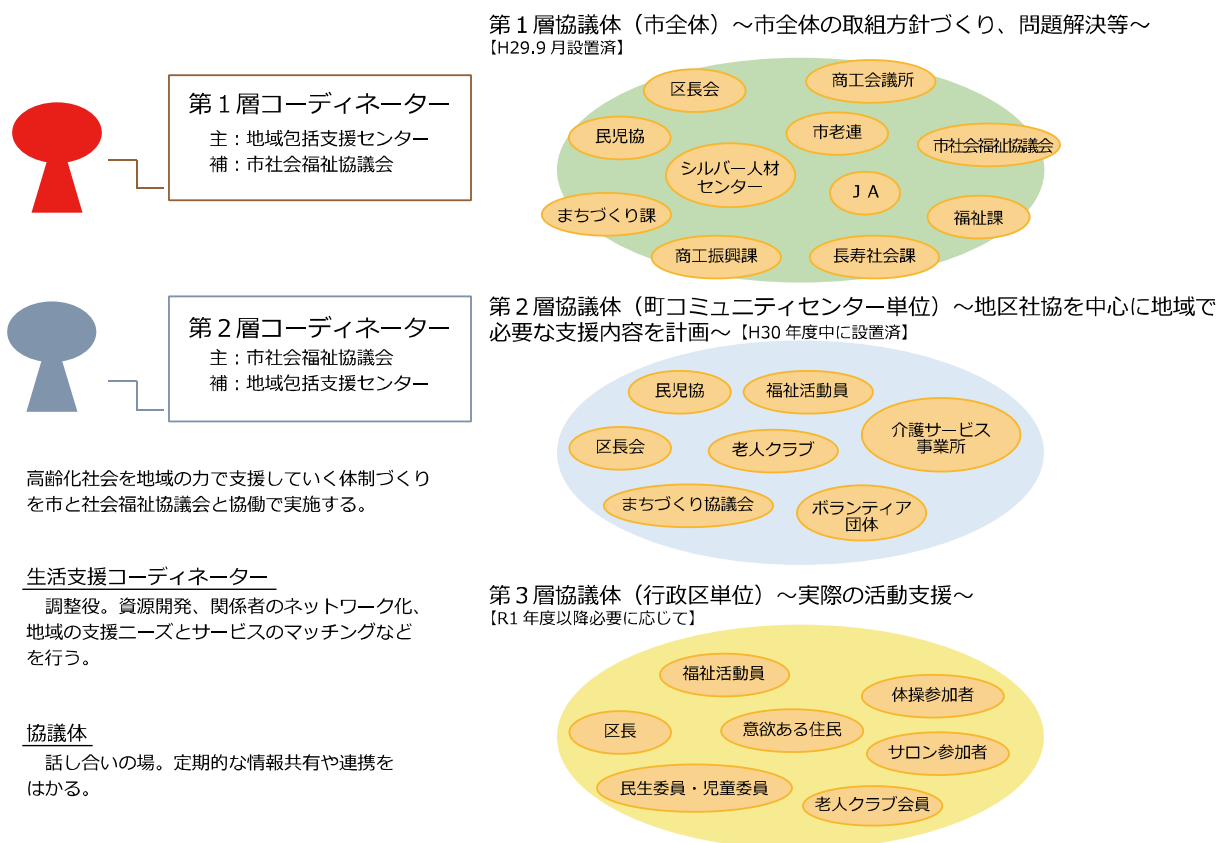 第１層協議体（市全体）～市全体の取組方針づくり、問題解決等～
【H29.9 月設置済】
第１層コーディネーター
主：地域包括支援センター
補：市社会福祉協議会
区長会
商工会議所
民児協
市老連
市社会福祉協議会
シルバー人材
センター
ＪＡ
まちづくり課
福祉課
商工振興課
長寿社会課
第２層コーディネーター
主：市社会福祉協議会
補：地域包括支援センター
第２層協議体（町コミュニティセンター単位）～地区社協を中心に地域で
必要な支援内容を計画～【H30 年度中に設置済】
民児協
福祉活動員
介護サービス
事業所
区長会
老人クラブ
まちづくり協議会
ボランティア
団体
高齢化社会を地域の力で支援していく体制づくり
を市と社会福祉協議会と協働で実施する。
生活支援コーディネーター
調整役。資源開発、関係者のネットワーク化、
地域の支援ニーズとサービスのマッチングなど
を行う。
協議体
話し合いの場。定期的な情報共有や連携を
はかる。
第３層協議体（行政区単位）～実際の活動支援～
【R1 年度以降必要に応じて】
福祉活動員
体操参加者
区長
意欲ある住民
サロン参加者
民生委員・児童委員
老人クラブ会員